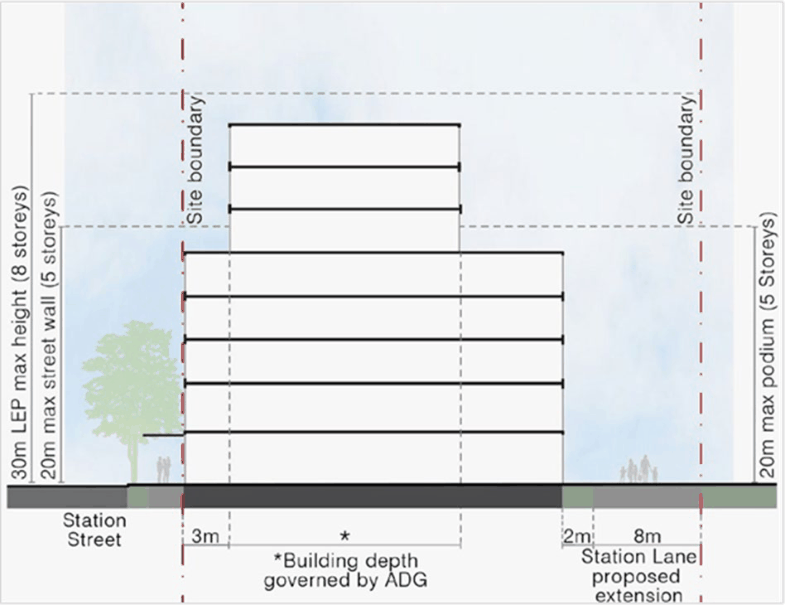 30m LEP max height (8 storeys)
20m max street wall (5 storeys)
Site boundary
Site boundary
20m max podium (5 Storeys)
Station
Street
3m
*
*Building depth
governed by ADG
2m
8m
Station Lane
proposed
extension